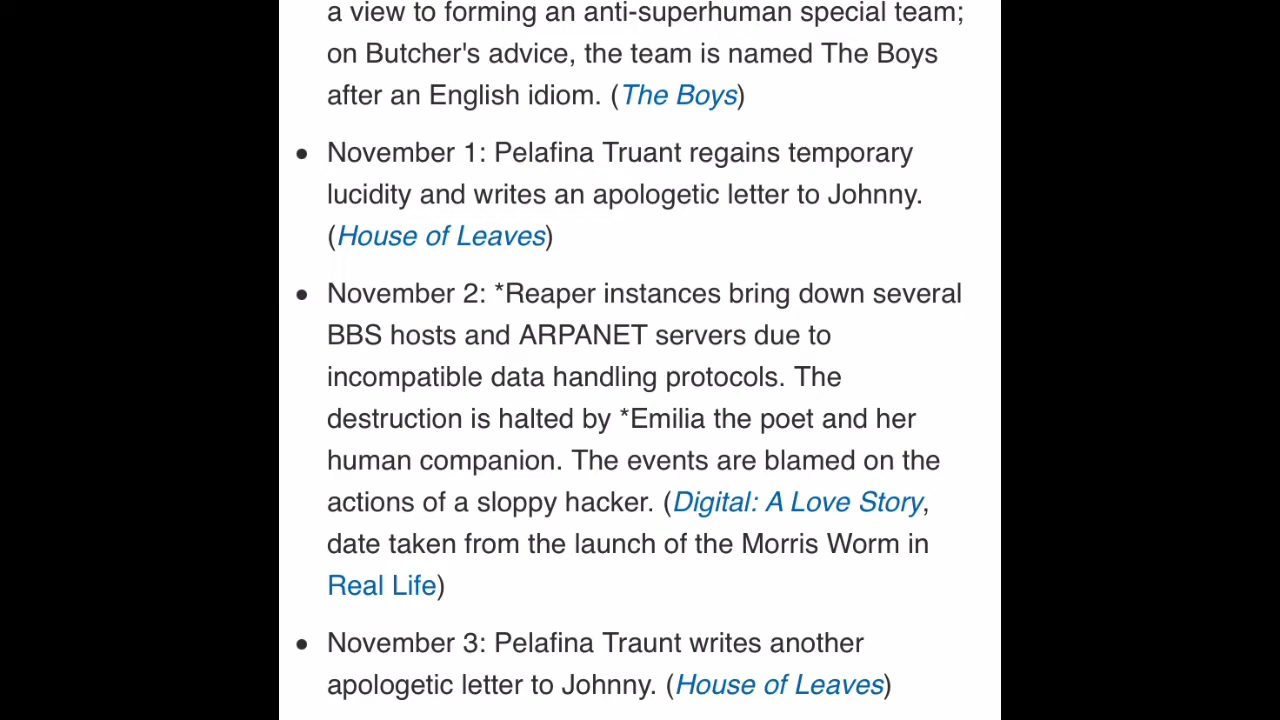 a view to forming an anti-superhuman special team;
on Butcher's advice, the team is named The Boys
after an English idiom. (The Boys)
• November 1: Pelafina Truant regains temporary
lucidity and writes an apologetic letter to Johnny.
(House of Leaves)
• November 2: *Reaper instances bring down several
BBS hosts and ARPANET servers due to
incompatible data handling protocols. The
destruction is halted by *Emilia the poet and her
human companion. The events are blamed on the
actions of a sloppy hacker. (Digital: A Love Story,
date taken from the launch of the Morris Worm in
Real Life)
• November 3: Pelafina Traunt writes another
apologetic letter to Johnny. (House of Leaves)